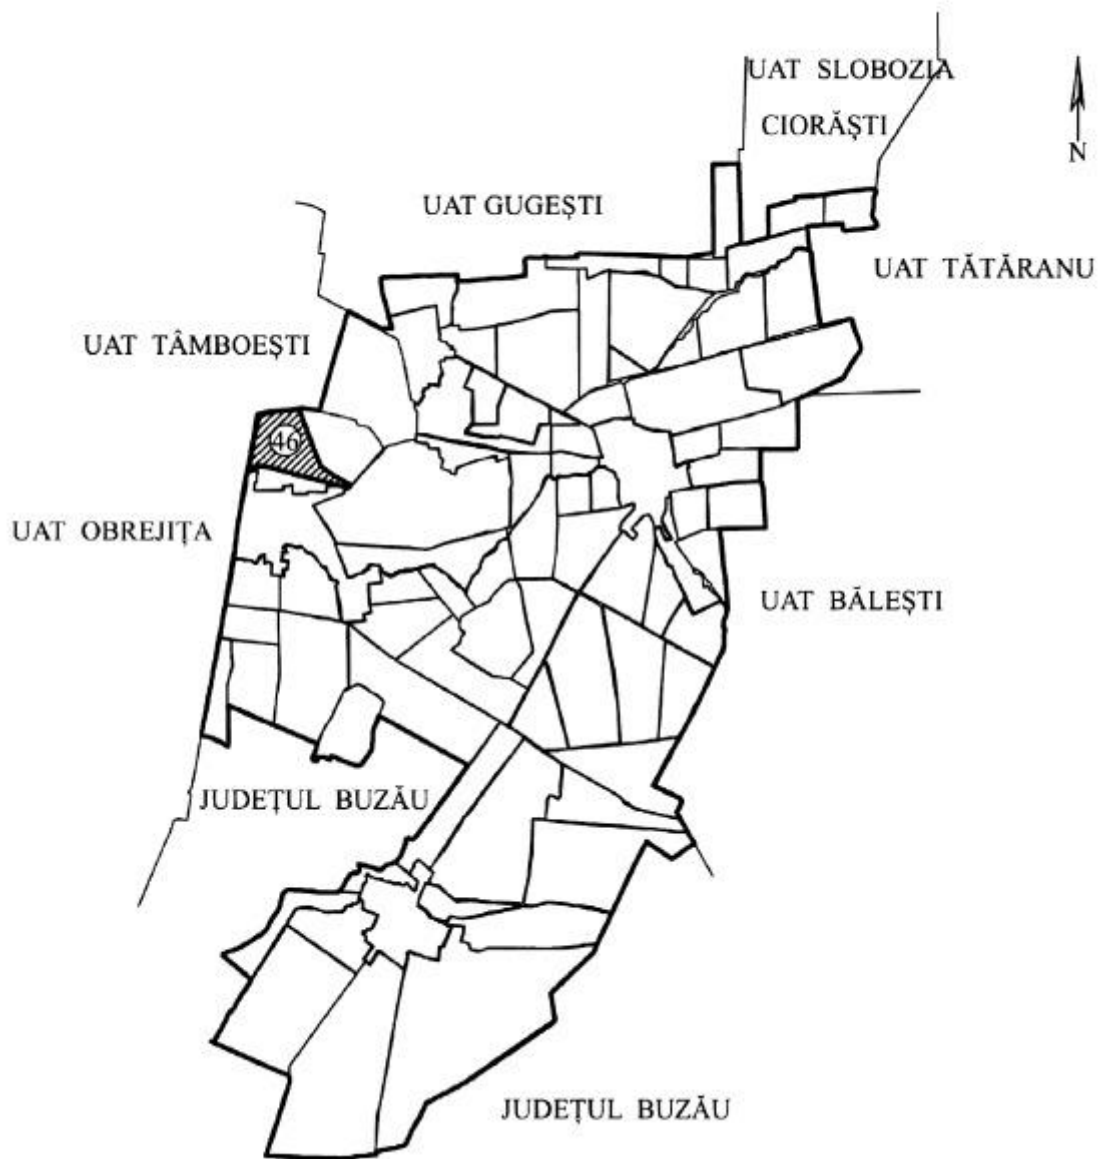 UAT SLOBOZIA
CIORĂȘTI
N
UAT GUGEȘTI
UAT TĂTĂRANU
UAT TÂMBOEȘTI
46
UAT OBREJIȚA
UAT BĂLEȘTI
JUDEȚUL BUZĂU
JUDEȚUL BUZĂU